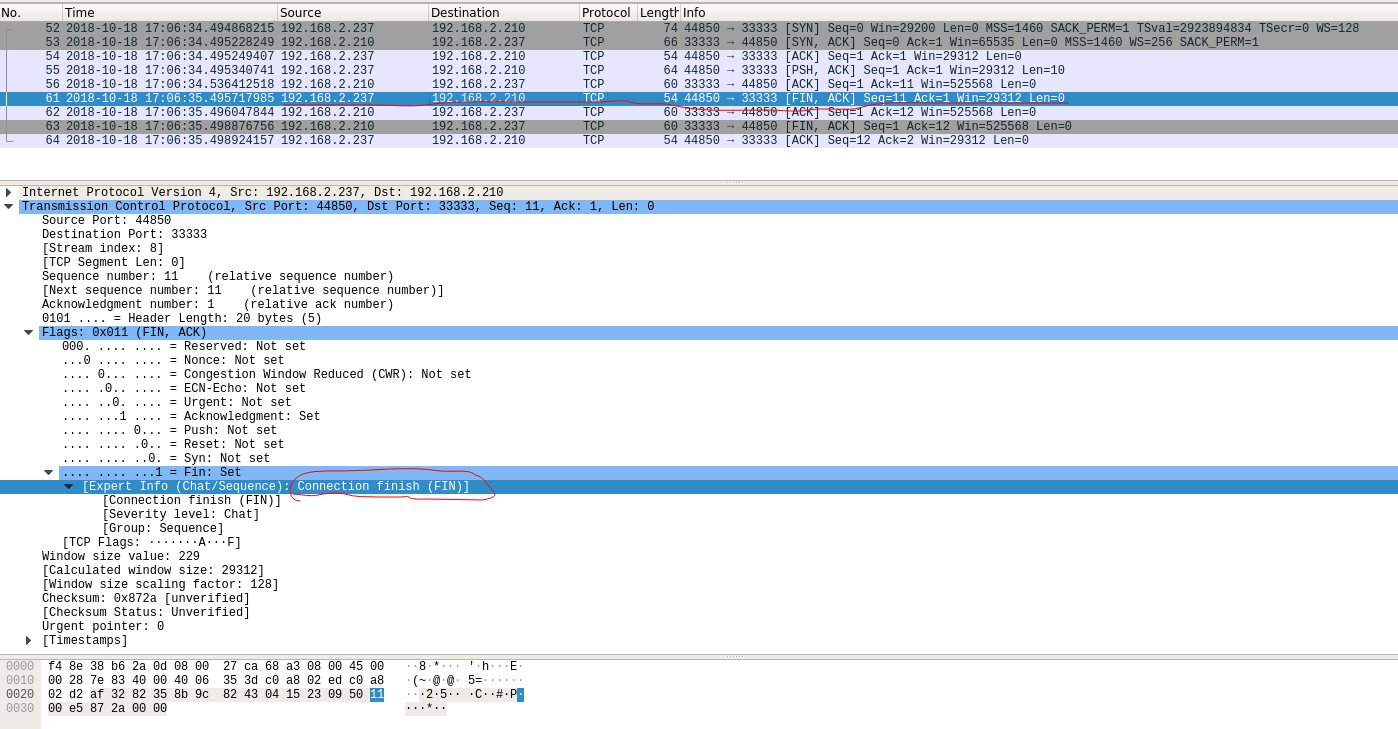 No. Time Source Destination Protocol Length Info
52 2018-10-18 17:06:34.494868215 192.168.2.237 192.168.2.210 TCP 74 44850 → 33333 [SYN] Seq=0 Win=29200 Len=0 MSS=1460 SACK_PERM=1 TSval=2923894834 TSecr=0 WS=128
53 2018-10-18 17:06:34.495228249 192.168.2.210 192.168.2.237 TCP 66 33333 → 44850 [SYN, ACK] Seq=0 Ack=1 Win=65535 Len=0 MSS=1460 WS=256 SACK_PERM=1
54 2018-10-18 17:06:34.495249407 192.168.2.237 192.168.2.210 TCP 54 44850 → 33333 [ACK] Seq=1 Ack=1 Win=29312 Len=0
55 2018-10-18 17:06:34.495340741 192.168.2.237 192.168.2.210 TCP 64 44850 → 33333 [PSH, ACK] Seq=1 Ack=1 Win=29312 Len=10
56 2018-10-18 17:06:34.536412518 192.168.2.210 192.168.2.237 TCP 60 33333 → 44850 [ACK] Seq=1 Ack=11 Win=525568 Len=0
61 2018-10-18 17:06:35.495717985 192.168.2.237 192.168.2.210 TCP 54 44850 → 33333 [FIN, ACK] Seq=11 Ack=1 Win=29312 Len=0
62 2018-10-18 17:06:35.496047844 192.168.2.210 192.168.2.237 TCP 60 33333 → 44850 [ACK] Seq=1 Ack=12 Win=525568 Len=0
63 2018-10-18 17:06:35.498876756 192.168.2.210 192.168.2.237 TCP 60 33333 → 44850 [FIN, ACK] Seq=1 Ack=12 Win=525568 Len=0
64 2018-10-18 17:06:35.498924157 192.168.2.237 192.168.2.210 TCP 54 44850 → 33333 [ACK] Seq=12 Ack=2 Win=29312 Len=0
Internet Protocol Version 4, Src: 192.168.2.237, Dst: 192.168.2.210
Transmission Control Protocol, Src Port: 44850, Dst Port: 33333, Seq: 11, Ack: 1, Len: 0
Source Port: 44850
Destination Port: 33333
[Stream index: 8]
[TCP Segment Len: 0]
Sequence number: 11    (relative sequence number)
[Next sequence number: 11    (relative sequence number)]
Acknowledgment number: 1    (relative ack number)
0101 .... = Header Length: 20 bytes (5)
Flags: 0x011 (FIN, ACK)
000. .... .... = Reserved: Not set
...0 .... .... = Nonce: Not set
.... 0... .... = Congestion Window Reduced (CWR): Not set
.... .0.. .... = ECN-Echo: Not set
.... ..0. .... = Urgent: Not set
.... ...1 .... = Acknowledgment: Set
.... .... 0... = Push: Not set
.... .... .0.. = Reset: Not set
.... .... ..0. = Syn: Not set
.... .... ...1 = Fin: Set
[Expert Info (Chat/Sequence): Connection finish (FIN)]
[Connection finish (FIN)]
[Severity level: Chat]
[Group: Sequence]
[TCP Flags: ·······A···F]
Window size value: 229
[Calculated window size: 29312]
[Window size scaling factor: 128]
Checksum: 0x872a [unverified]
[Checksum Status: Unverified]
Urgent pointer: 0
[Timestamps]
0000 f4 8e 38 b6 2a 0d 08 00 27 ca 68 a3 08 00 45 00 ··8·*··· '·h···E·
0010 00 28 7e 83 40 00 40 06 35 3d c0 a8 02 ed c0 a8 ·(~·@·@· 5=······
0020 02 d2 af 32 82 35 8b 9c 82 43 04 15 23 09 50 11 ···2·5·· ·C··#·P·
0030 00 e5 87 2a 00 00 ···*··